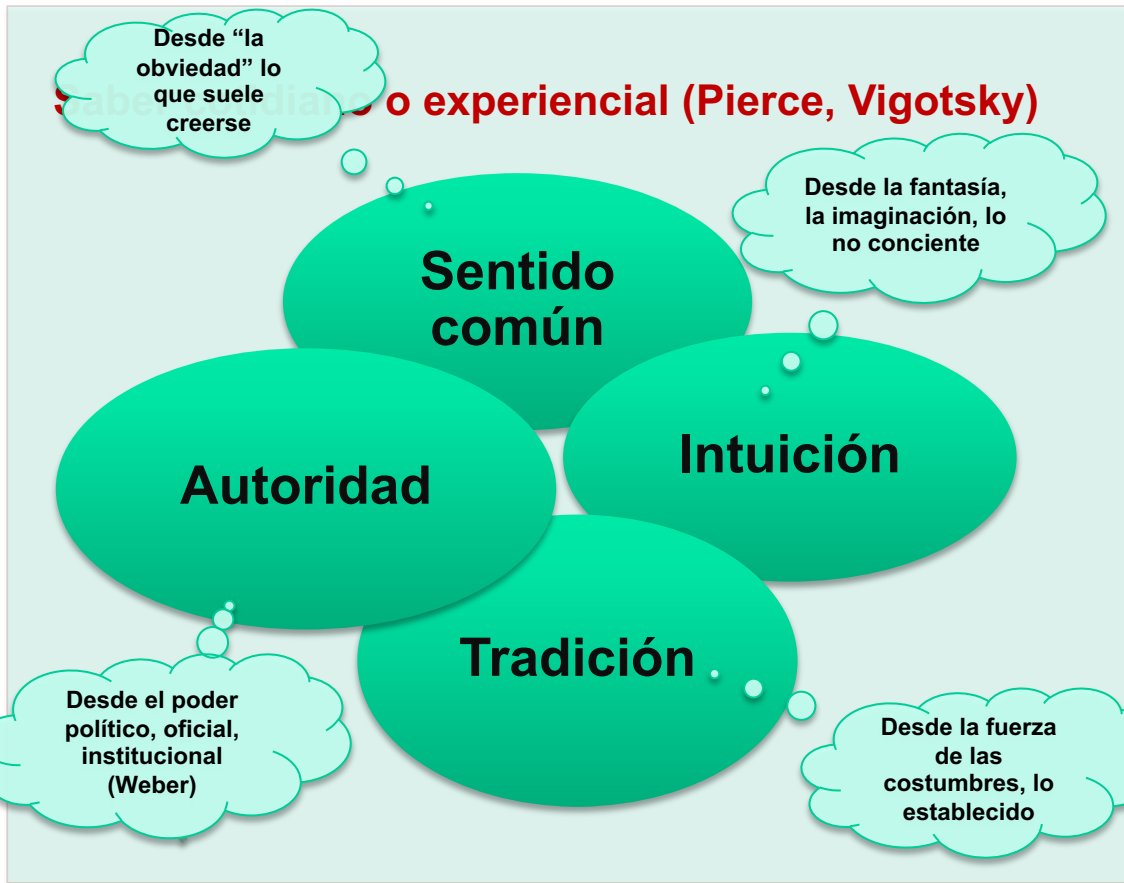 Desde “la
obviedad” lo
que suele
creerse
Saber cotidiano o experiencial (Pierce, Vigotsky)
Desde la fantasía,
la imaginación, lo
no conciente
Sentido
común
Intuición
Autoridad
Tradición
Desde el poder
político, oficial,
institucional
(Weber)
Desde la fuerza
de las
costumbres, lo
establecido